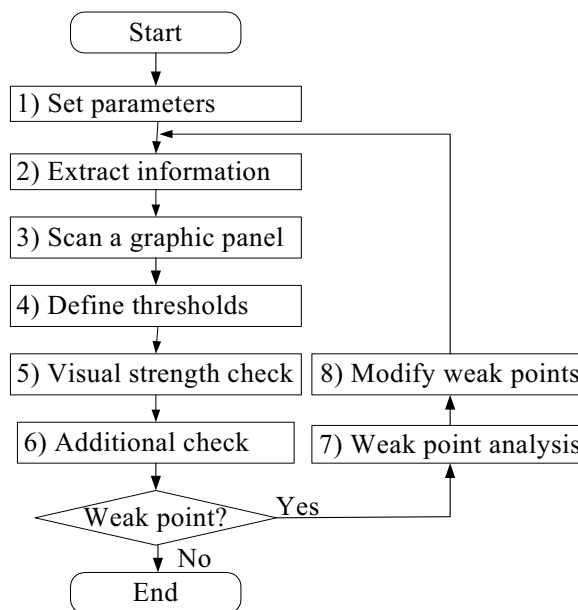 Start
1) Set parameters
2) Extract information
3) Scan a graphic panel
4) Define thresholds
5) Visual strength check
8) Modify weak points
6) Additional check
7) Weak point analysis
Weak point?
Yes
No
End